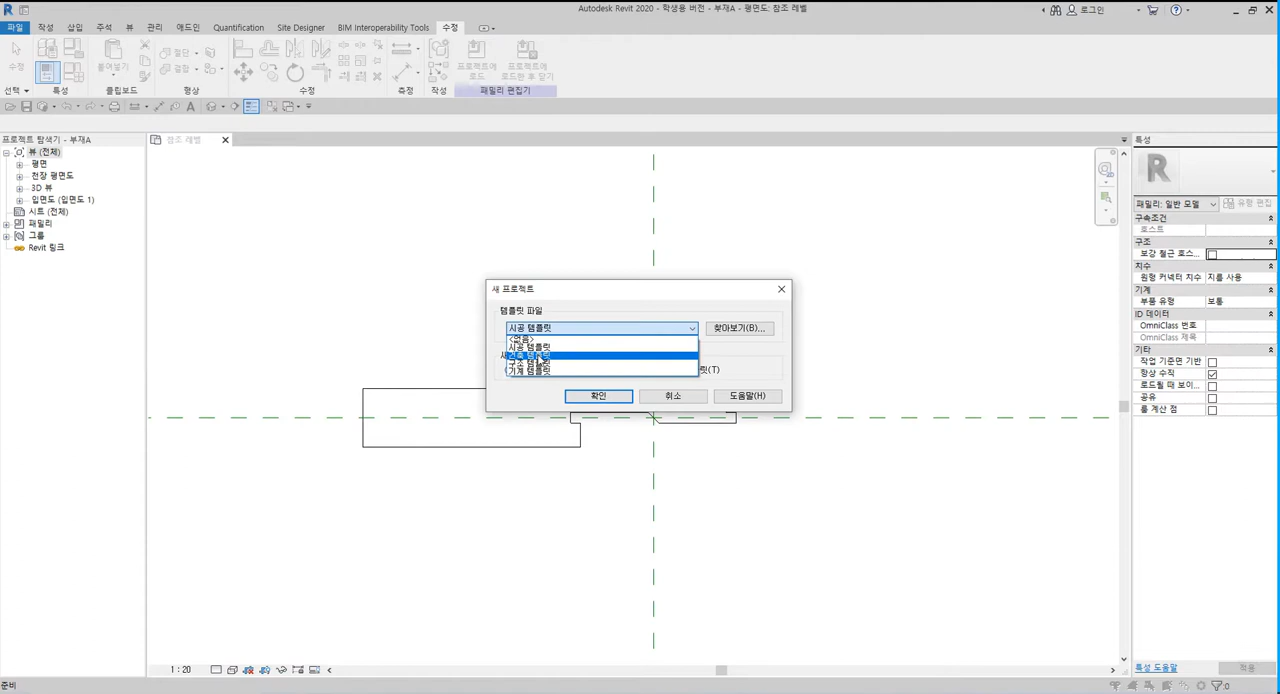 Autodesk Revit 2020 - 학생용 버전 - 부재A - 평면도: 참조 레벨
로그인
파일 작성 삽입 주석 뷰 관리 애드인 Quantification Site Designer BIM Interoperability Tools 수정
수정
붙여넣기
절단
결합
프로젝트에 로드
프로젝트에 로드한 후 닫기
선택 특성 클립보드 형상 수정 측정 작성 패밀리 편집기
프로젝트 탐색기 - 부재A
뷰 (전체)
평면
천장 평면도
3D 뷰
입면도 (입면도 1)
시트 (전체)
패밀리
그룹
Revit 링크
참조 레벨
새 프로젝트
템플릿 파일
시공 템플릿
찾아보기(B)...
<없음>
시공 템플릿
건축 템플릿
구조 템플릿
기계 템플릿
새
릿(T)
확인 취소 도움말(H)
특성
R
패밀리: 일반 모델
유형 편집
구속조건
호스트
구조
보강 철근 호스...
치수
원형 커넥터 치수 지름 사용
기계
부품 유형 보통
ID 데이터
OmniClass 번호
OmniClass 제목
기타
작업 기준면 기반
항상 수직
로드될 때 보이...
공유
룸 계산 점
특성 도움말
적용
1 : 20
준비
:0